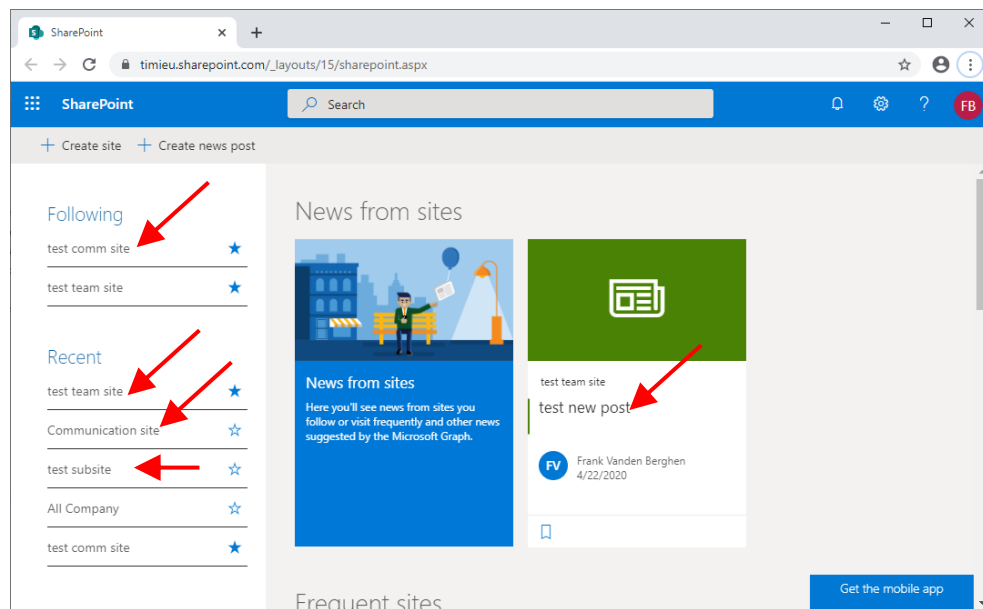 SharePoint
timieu.sharepoint.com/_layouts/15/sharepoint.aspx
SharePoint
Search
FB
Create site
Create news post
Following
test comm site
test team site
Recent
test team site
Communication site
test subsite
All Company
test comm site
News from sites
News from sites
Here you'll see news from sites you
follow or visit frequently and other news
suggested by the Microsoft Graph.
test team site
test new post
FV
Frank Vanden Berghen
4/22/2020
Frequent sites
Get the mobile app